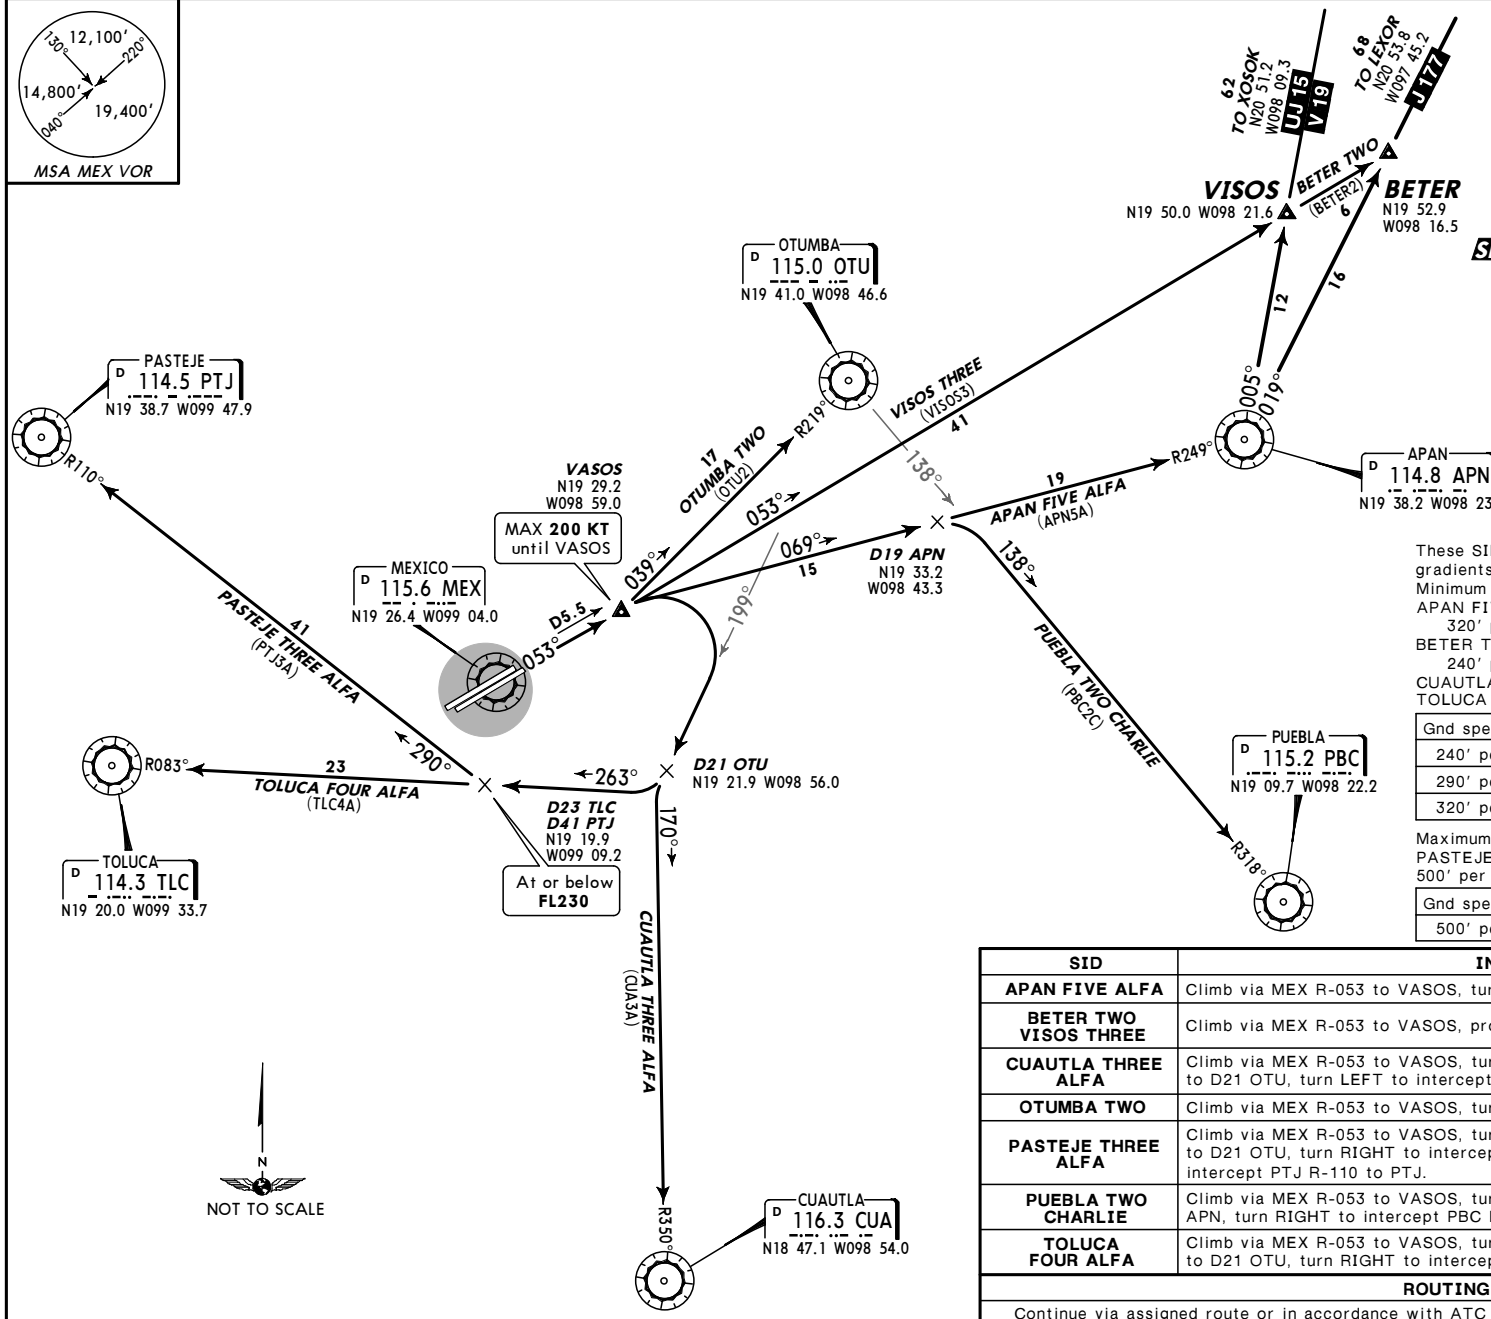 12,100'
130°
220°
14,800'
19,400'
040°
MSA MEX VOR
62
TO XOSOK
N20 51.2
W098 09.3
UJ 15
V 19
68
TO LEXOR
N20 53.8
W097 45.2
J 177
VISOS
N19 50.0 W098 21.6
BETER TWO
(BETER2)
6
BETER
N19 52.9
W098 16.5
12
16
005°
019°
OTUMBA
D 115.0 OTU
N19 41.0 W098 46.6
PASTEJE
D 114.5 PTJ
N19 38.7 W099 47.9
R110°
VISOS THREE
(VISOS3)
41
R219°
17
OTUMBA TWO
(OTU2)
138°
R249°
APAN
D 114.8 APN
N19 38.2 W098 23
19
APAN FIVE ALFA
(APN5A)
VASOS
N19 29.2
W098 59.0
MAX 200 KT
until VASOS
053°
039°
069°
15
D19 APN
N19 33.2
W098 43.3
MEXICO
D 115.6 MEX
N19 26.4 W099 04.0
D5.5
053°
199°
138°
PUEBLA TWO CHARLIE
(PBC2C)
41
PASTEJE THREE ALFA
(PTJ3A)
These
gradients
Minimum
APAN
320'
BETER
240'
CUAUTLA
TOLUCA
Gnd
240'
290'
320'
Maximum
PASTEJE
500' per
Gnd
500'
PUEBLA
D 115.2 PBC
N19 09.7 W098 22.2
R318°
290°
R083°
23
TOLUCA FOUR ALFA
(TLC4A)
263°
D21 OTU
N19 21.9 W098 56.0
D23 TLC
D41 PTJ
N19 19.9
W099 09.2
At or below
FL230
170°
TOLUCA
D 114.3 TLC
N19 20.0 W099 33.7
CUAUTLA THREE ALFA
(CUA3A)
R350°
CUAUTLA
D 116.3 CUA
N18 47.1 W098 54.0
N
NOT TO SCALE
SID
APAN FIVE ALFA Climb via MEX R-053 to VASOS,
BETER TWO
VISOS THREE
Climb via MEX R-053 to VASOS,
CUAUTLA THREE
ALFA
Climb via MEX R-053 to VASOS,
to D21 OTU, turn LEFT to intercept
OTUMBA TWO Climb via MEX R-053 to VASOS,
PASTEJE THREE
ALFA
Climb via MEX R-053 to VASOS,
to D21 OTU, turn RIGHT to
intercept PTJ R-110 to PTJ.
PUEBLA TWO
CHARLIE
Climb via MEX R-053 to VASOS,
APN, turn RIGHT to intercept PBC
TOLUCA
FOUR ALFA
Climb via MEX R-053 to VASOS,
to D21 OTU, turn RIGHT to
ROUTING
Continue via assigned route or in accordance with ATC